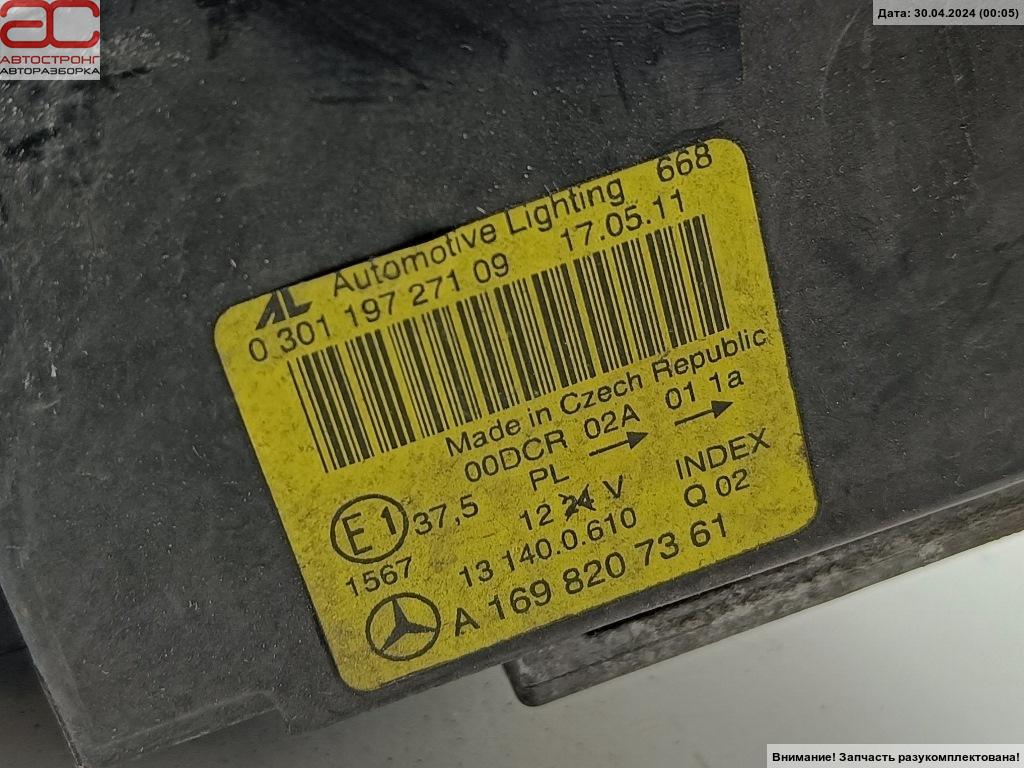 АС
АВТОСТРОНГ
АВТОРАЗБОРКА
Дата: 30.04.2024 (00:05)
AL Automotive Lighting 668
0 301 197 271 09 17.05.11
Made in Czech Republic
00DCR 02A 01 1a
E1 37,5 PL → →
1567 12 24 V INDEX
13 140.0.610 Q 02
A 169 820 73 61
Внимание! Запчасть разукомплектована!